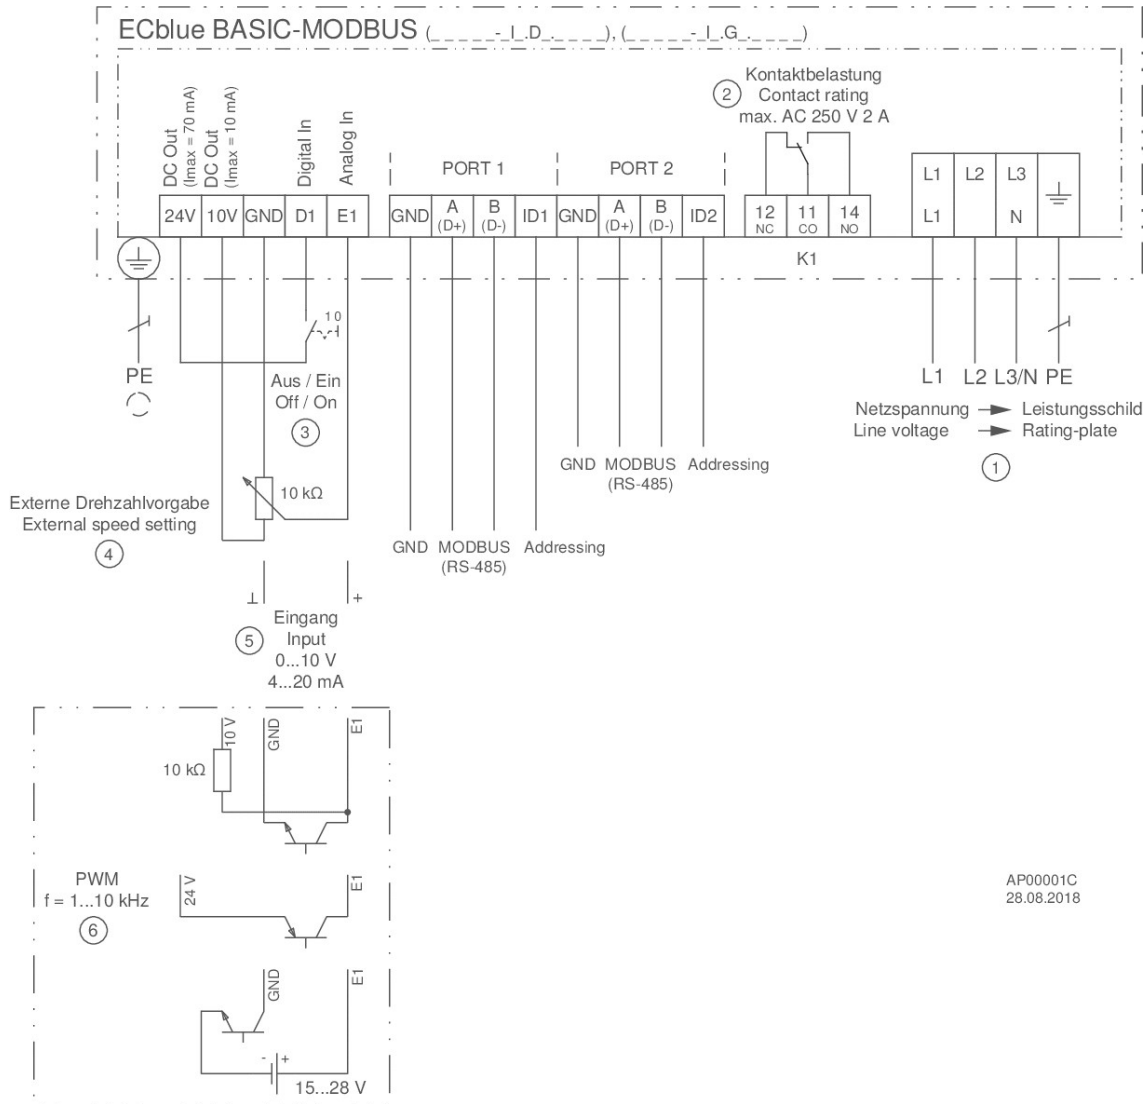 ECblue BASIC-MODBUS (_ _ _ _ _-_I_.D_._ _ _ _), (_ _ _ _ _-_I_.G_._ _ _ _)
DC Out
(Imax = 70 mA)
DC Out
(Imax = 10 mA)
Digital In
Analog In
PORT 1
PORT 2
2
Kontaktbelastung
Contact rating
max. AC 250 V 2 A
24V 10V GND D1 E1
GND A (D+) B (D-) ID1 GND A (D+) B (D-) ID2
12 NC 11 CO 14 NO
K1
L1 L2 L3
L1 N
PE
1 0
Aus / Ein
Off / On
3
L1 L2 L3/N PE
Netzspannung Leistungsschild
Line voltage Rating-plate
1
10 kΩ
Externe Drehzahlvorgabe
External speed setting
4
GND MODBUS Addressing
(RS-485)
GND MODBUS Addressing
(RS-485)
⊥ +
Eingang
5
Input
0...10 V
4...20 mA
10 V
GND
E1
10 kΩ
PWM
f = 1...10 kHz
6
24 V
E1
GND
E1
- +
15...28 V
AP00001C
28.08.2018